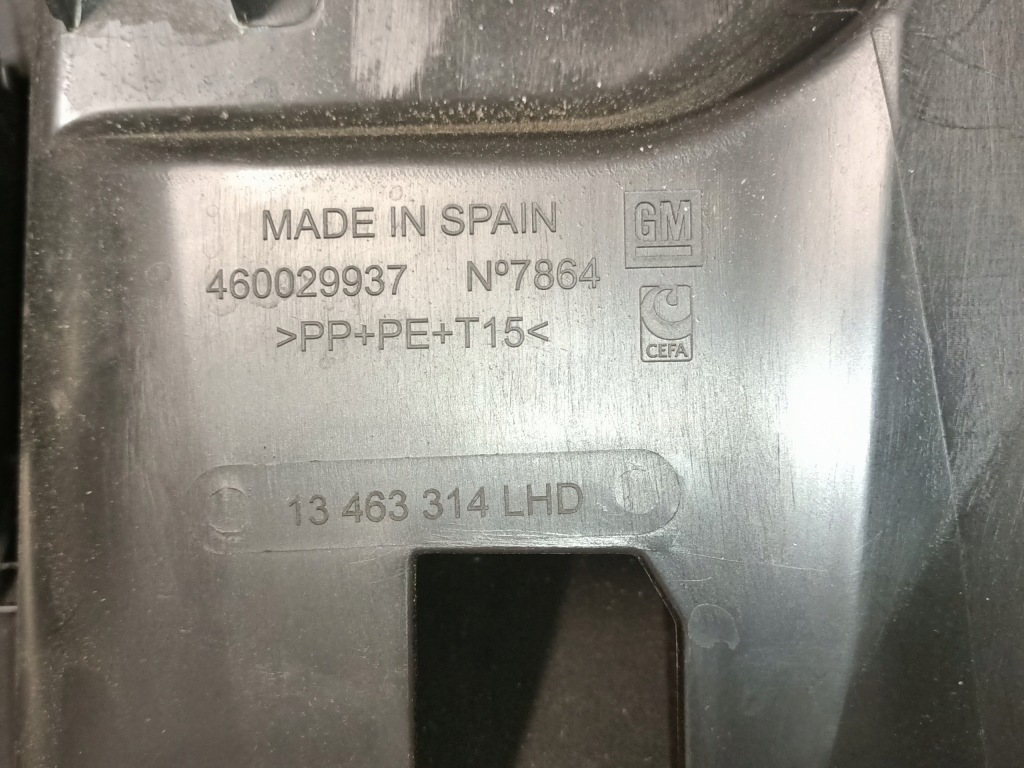 MADE IN SPAIN
GM
460029937 Nº7864
>PP+PE+T15<
CEFA
13 463 314 LHD